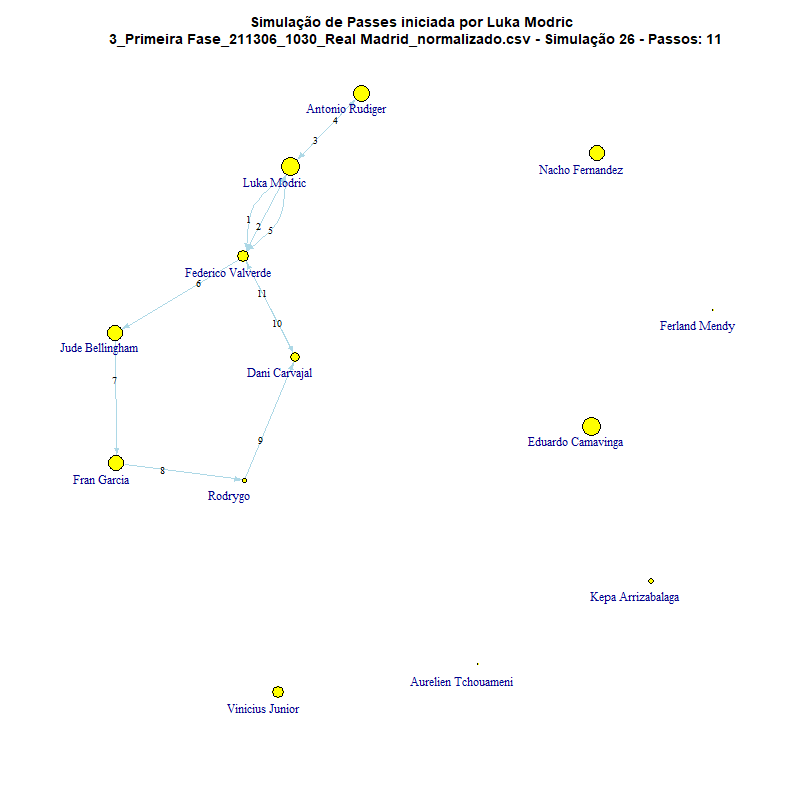 Simulação de Passes iniciada por Luka Modric
3_Primeira Fase_211306_1030_Real Madrid_normalizado.csv - Simulação 26 - Passos: 11
Antonio Rudiger
4
3
Nacho Fernandez
Luka Modric
1
2
5
Federico Valverde
6
11
Ferland Mendy
10
Jude Bellingham
Dani Carvajal
7
9
Eduardo Camavinga
8
Fran Garcia
Rodrygo
Kepa Arrizabalaga
Aurelien Tchouameni
Vinicius Junior